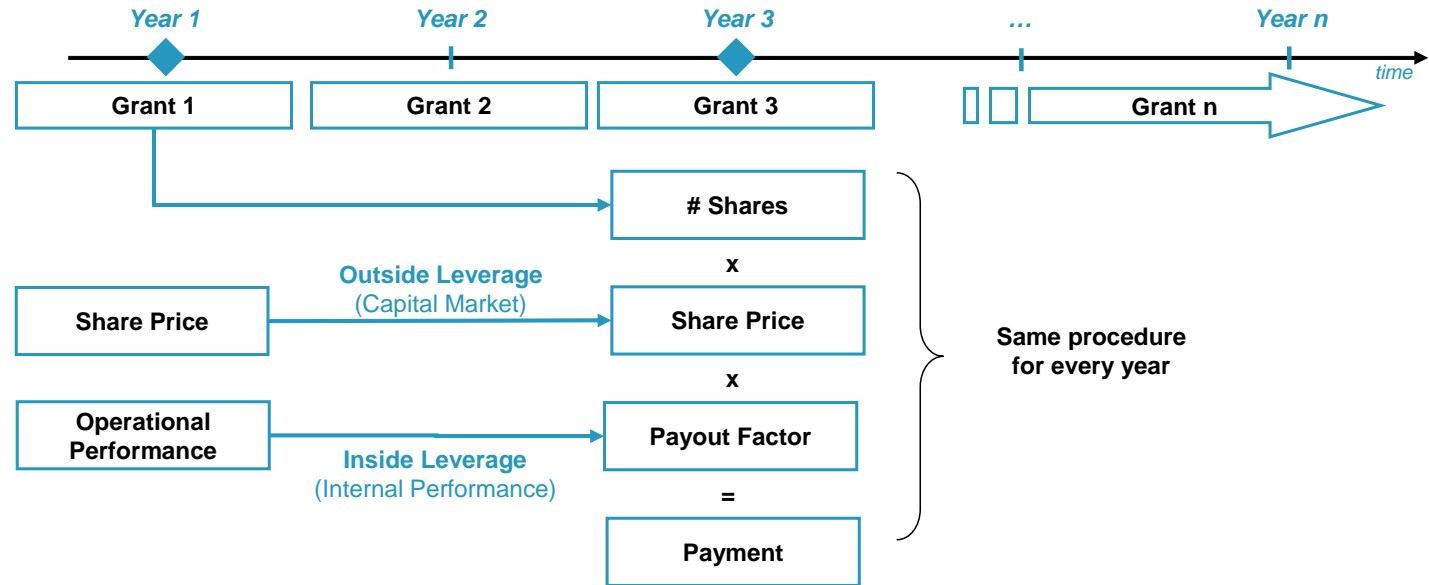 Year 1
Year 2
Year 3
...
Year n
time
Grant 1
Grant 2
Grant 3
Grant n
# Shares
x
Outside Leverage
(Capital Market)
Share Price
Share Price
Same procedure
for every year
x
Operational
Performance
Payout Factor
Inside Leverage
(Internal Performance)
=
Payment